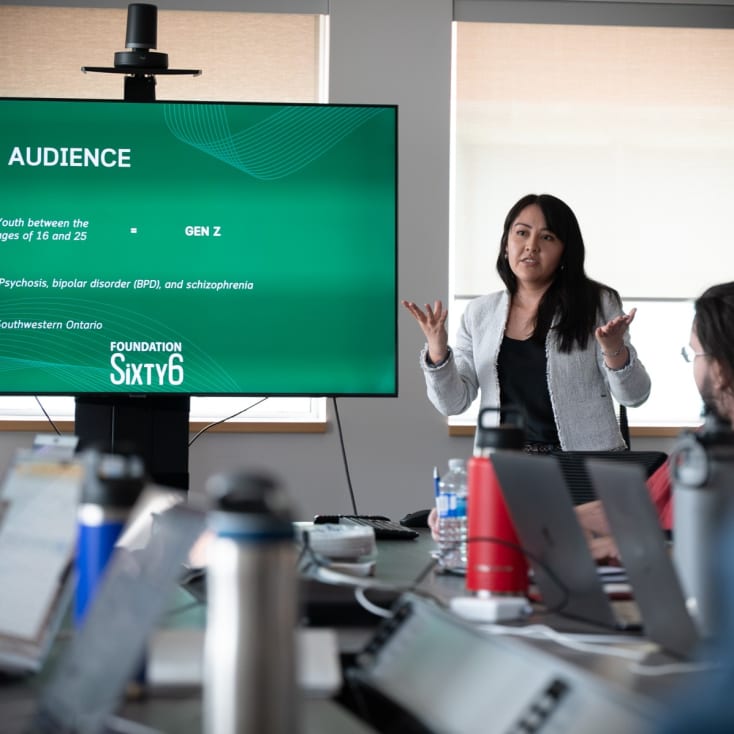 AUDIENCE
Youth between the
ages of 16 and 25
=
GEN Z
Psychosis, bipolar disorder (BPD), and schizophrenia
Southwestern Ontario
FOUNDATION
SiXTY6